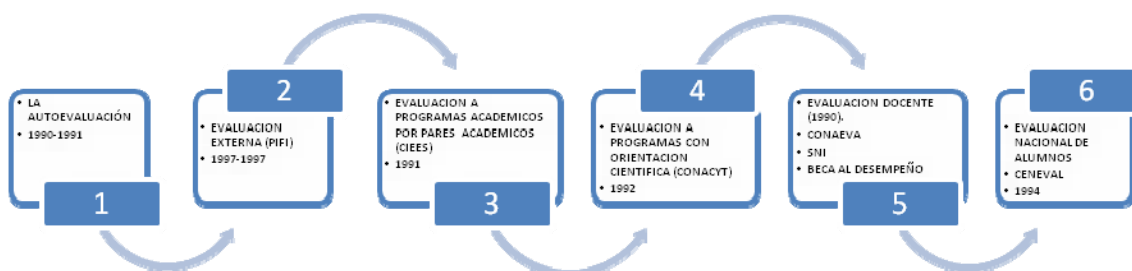 1
• LA
AUTOEVALUACIÓN
• 1990-1991
2
• EVALUACION
EXTERNA (PIFI)
• 1997-1997
3
• EVALUACION A
PROGRAMAS ACADEMICOS
POR PARES ACADEMICOS
(CIEES)
• 1991
4
• EVALUACION A
PROGRAMAS CON
ORIENTACION
CIENTIFICA (CONACYT)
• 1992
5
• EVALUACION DOCENTE
(1990).
• CONAEVA
• SNI
• BECA AL DESEMPEÑO
6
• EVALUACION
NACIONAL DE
ALUMNOS
• CENEVAL
• 1994